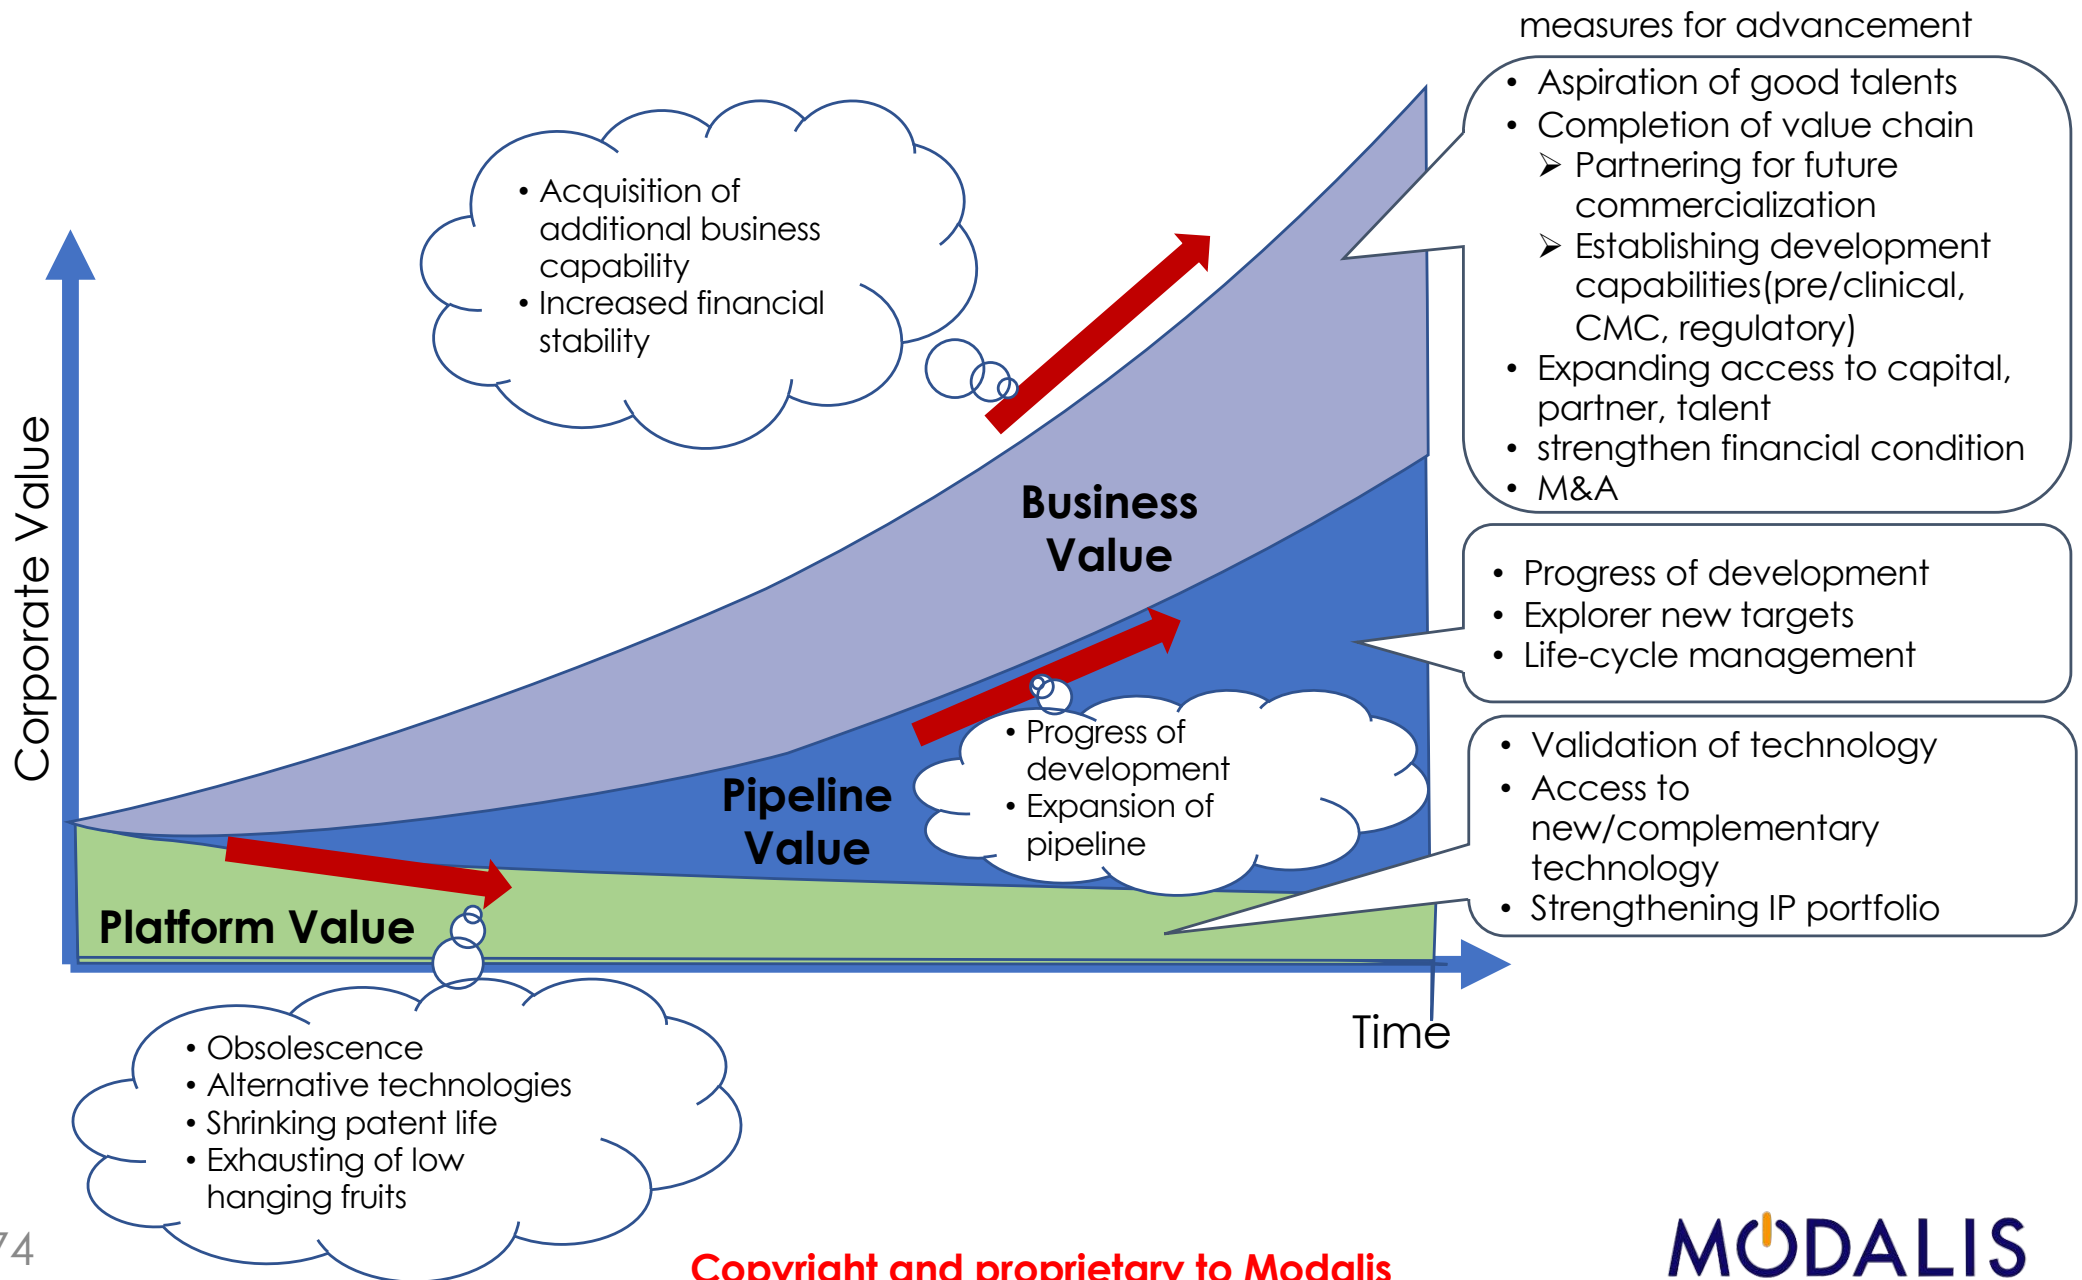 measures for advancement
• Aspiration of good talents
• Completion of value chain
➢ Partnering for future
commercialization
➢ Establishing development
capabilities(pre/clinical,
CMC, regulatory)
• Expanding access to capital,
partner, talent
• strengthen financial condition
• M&A
• Acquisition of
additional business
capability
• Increased financial
stability
Corporate Value
Business
Value
• Progress of development
• Explorer new targets
• Life-cycle management
Pipeline
Value
• Progress of
development
• Expansion of
pipeline
• Validation of technology
• Access to
new/complementary
technology
• Strengthening IP portfolio
Platform Value
Time
• Obsolescence
• Alternative technologies
• Shrinking patent life
• Exhausting of low
hanging fruits
74
Copyright and proprietary to Modalis
MODALIS